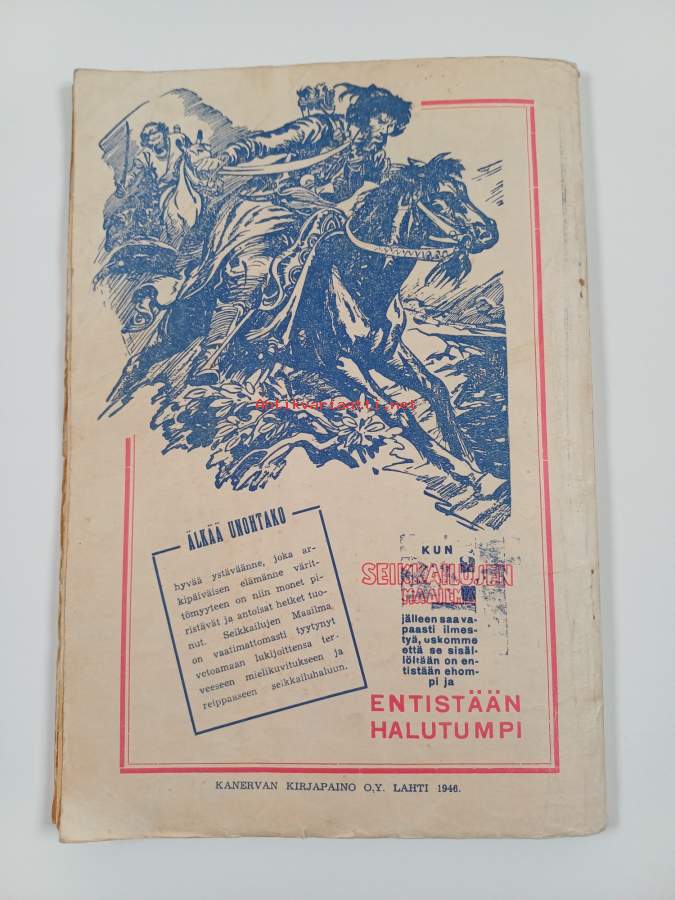 Antikvariantti.net
ÄLKÄÄ UNOHTAKO
hyvää ystäväänne, joka ar-
kipäiväisen elämänne värit-
tömyyteen on niin monet pi-
ristävät ja antoisat hetket tuo-
nut. Seikkailujen Maailma,
on vaatimattomasti tyytynyt
vetoamaan lukijoittensa ter-
veeseen mielikuvitukseen ja
reippaaseen seikkailuhaluun.
KUN
SEIKKAILUJEN
MAAILMA
jälleen saa va-
paasti ilmes-
tyä, uskomme
että se sisäl-
löltään on en-
tistään ehom-
pi ja
ENTISTÄÄN
HALUTUMPI
KANERVAN KIRJAPAINO O.Y. LAHTI 1946.